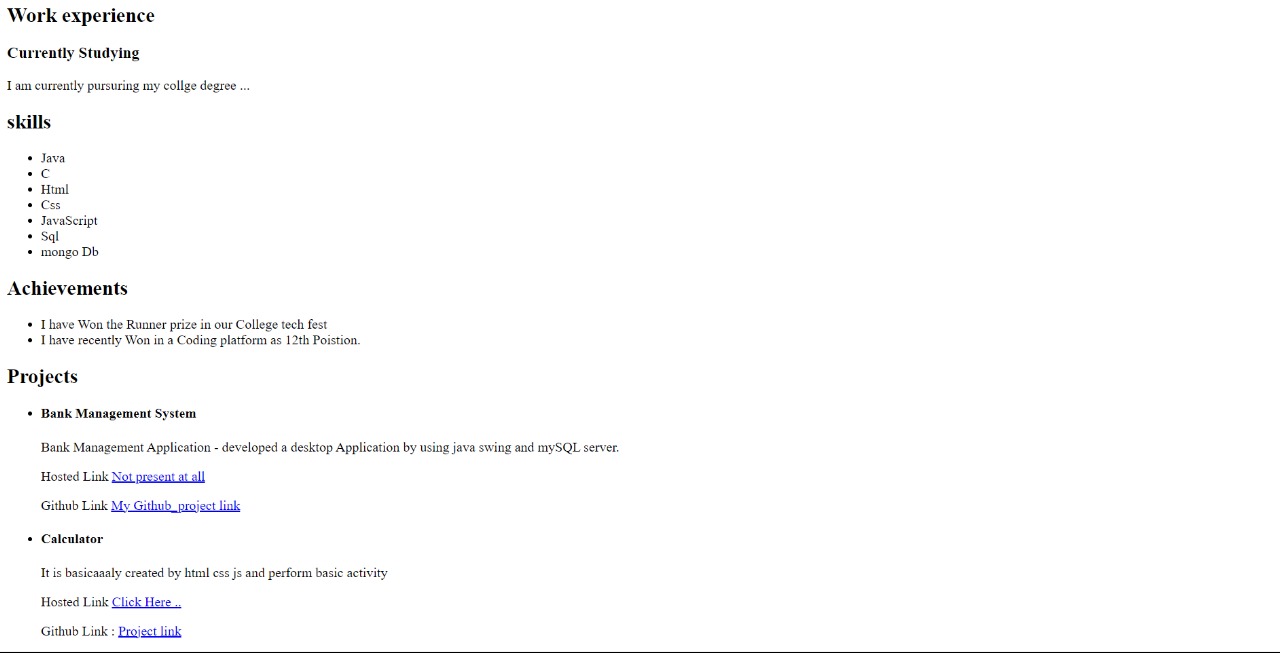 Work experience
Currently Studying
I am currently pursuring my collge degree ...
skills
Java
C
Html
Css
JavaScript
Sql
mongo Db
Achievements
I have Won the Runner prize in our College tech fest
I have recently Won in a Coding platform as 12th Poistion.
Projects
Bank Management System
Bank Management Application - developed a desktop Application by using java swing and mySQL server.
Hosted Link Not present at all
Github Link My Github_project link
Calculator
It is basicaaaly created by html css js and perform basic activity
Hosted Link Click Here ..
Github Link : Project link